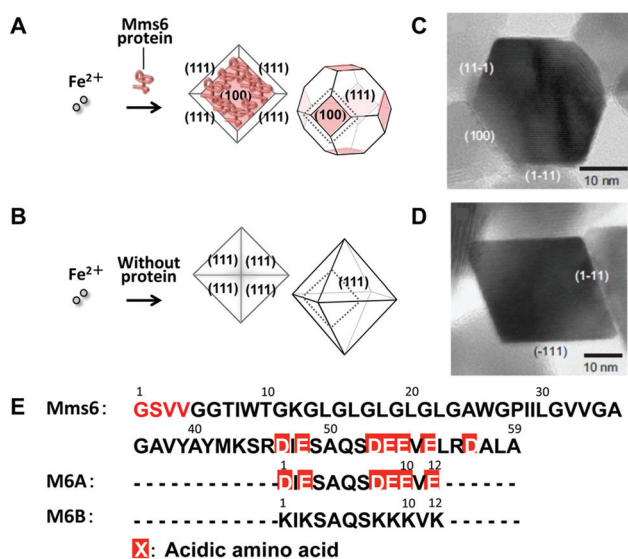 A
Mms6
protein
Fe2+
(111) (111)
(100)
(111) (111)
(111)
(100)
C
(11-1)
(100)
(1-11)
10 nm
B
Without
protein
Fe2+
(111) (111)
(111) (111)
(111)
D
(1-11)
(-111)
10 nm
E
1 10 20 30
Mms6: GSVVGGTIWTGKGLGLGLGLGLGAWGPIILGVVGA
40 50 59
GAVYAYMKSRDIESAQSDEEVELRDALA
1 10 12
M6A: - - - - - - - - - - DIESAQSDEEVE - - - - - -
1 10 12
M6B: - - - - - - - - - - KIKSAQSKKKVK - - - - - -
X: Acidic amino acid